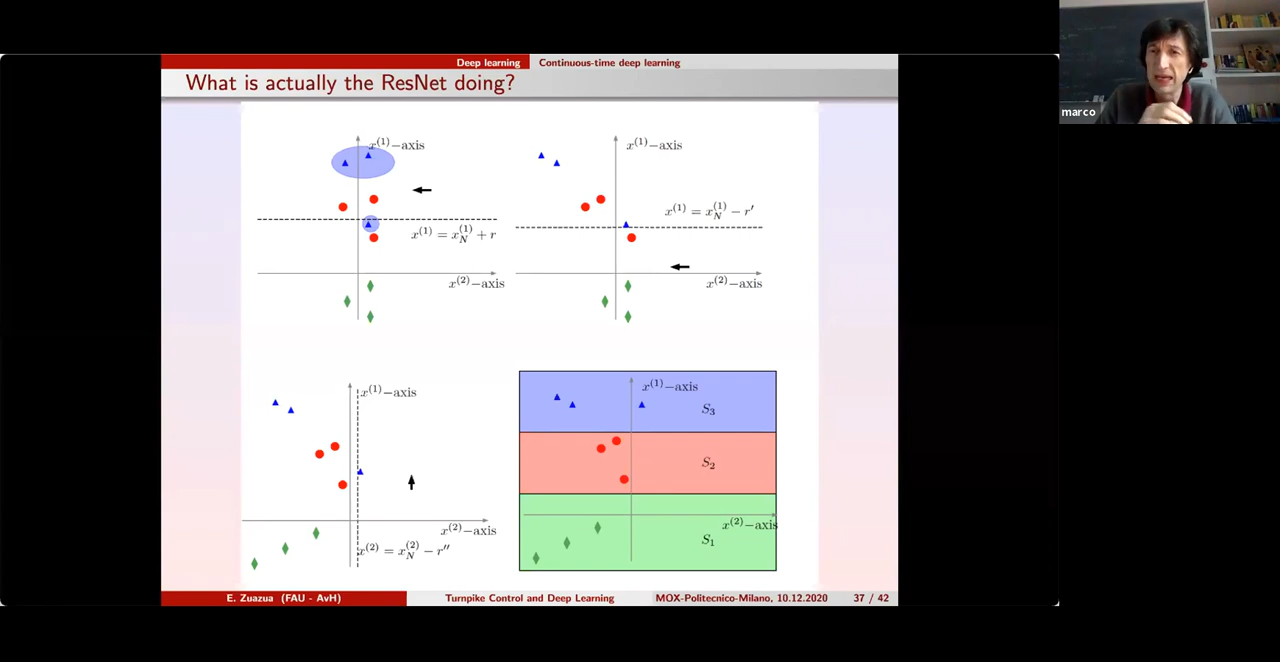 Deep learning Continuous-time deep learning
What is actually the ResNet doing?
marco
x^(1)−axis
x^(1) = x_N^(1) + r
x^(2)−axis
x^(1)−axis
x^(1) = x_N^(1) − r′
x^(2)−axis
x^(1)−axis
x^(2)−axis
x^(2) = x_N^(2) − r″
x^(1)−axis
S_3
S_2
x^(2)−axis
S_1
E. Zuazua (FAU - AvH) Turnpike Control and Deep Learning MOX-Politecnico-Milano, 10.12.2020 37 / 42